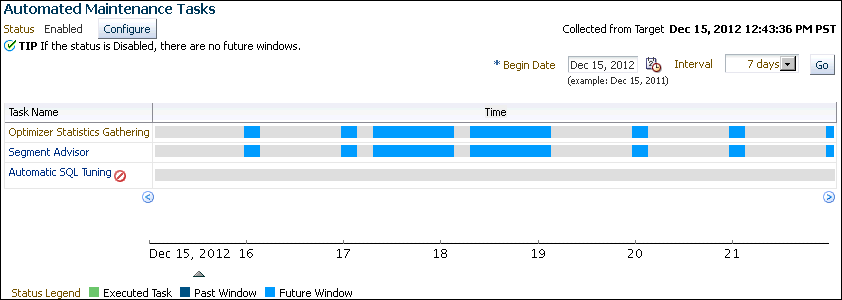 Automated Maintenance Tasks
Status Enabled Configure
Collected from Target Dec 15, 2012 12:43:36 PM PST
TIP If the status is Disabled, there are no future windows.
* Begin Date Dec 15, 2012 Interval 7 days Go
(example: Dec 15, 2011)
Task Name Time
Optimizer Statistics Gathering
Segment Advisor
Automatic SQL Tuning
Dec 15, 2012 16 17 18 19 20 21
Status Legend Executed Task Past Window Future Window